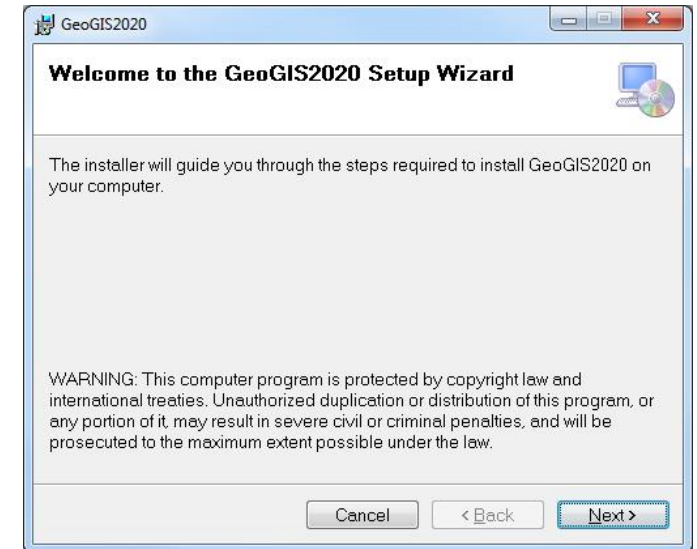 GeoGIS2020
Welcome to the GeoGIS2020 Setup Wizard
The installer will guide you through the steps required to install GeoGIS2020 on
your computer.
WARNING: This computer program is protected by copyright law and
international treaties. Unauthorized duplication or distribution of this program, or
any portion of it, may result in severe civil or criminal penalties, and will be
prosecuted to the maximum extent possible under the law.
Cancel < Back Next >